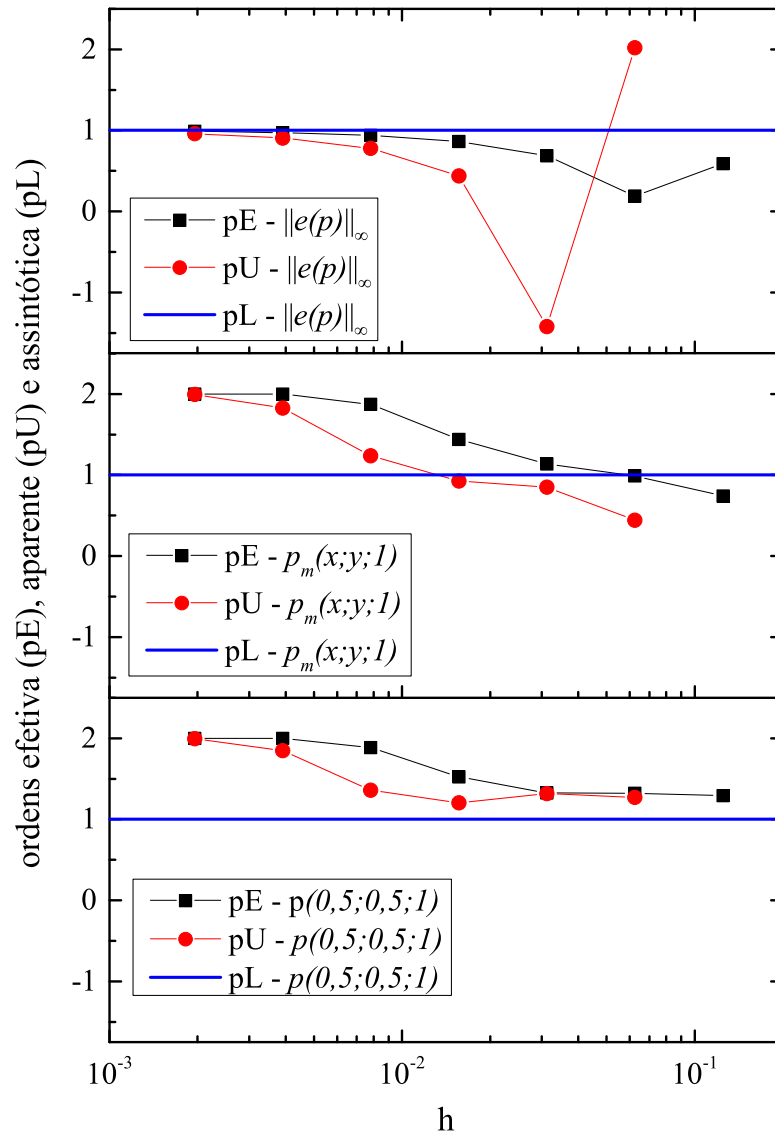 ordens efetiva (pE), aparente (pU) e assintótica (pL)
2
1
0
-1
pE - ||e(p)||∞
pU - ||e(p)||∞
pL - ||e(p)||∞
2
1
0
-1
pE - pₘ(x;y;1)
pU - pₘ(x;y;1)
pL - pₘ(x;y;1)
2
1
0
-1
pE - p(0,5;0,5;1)
pU - p(0,5;0,5;1)
pL - p(0,5;0,5;1)
10⁻³ 10⁻² 10⁻¹
h